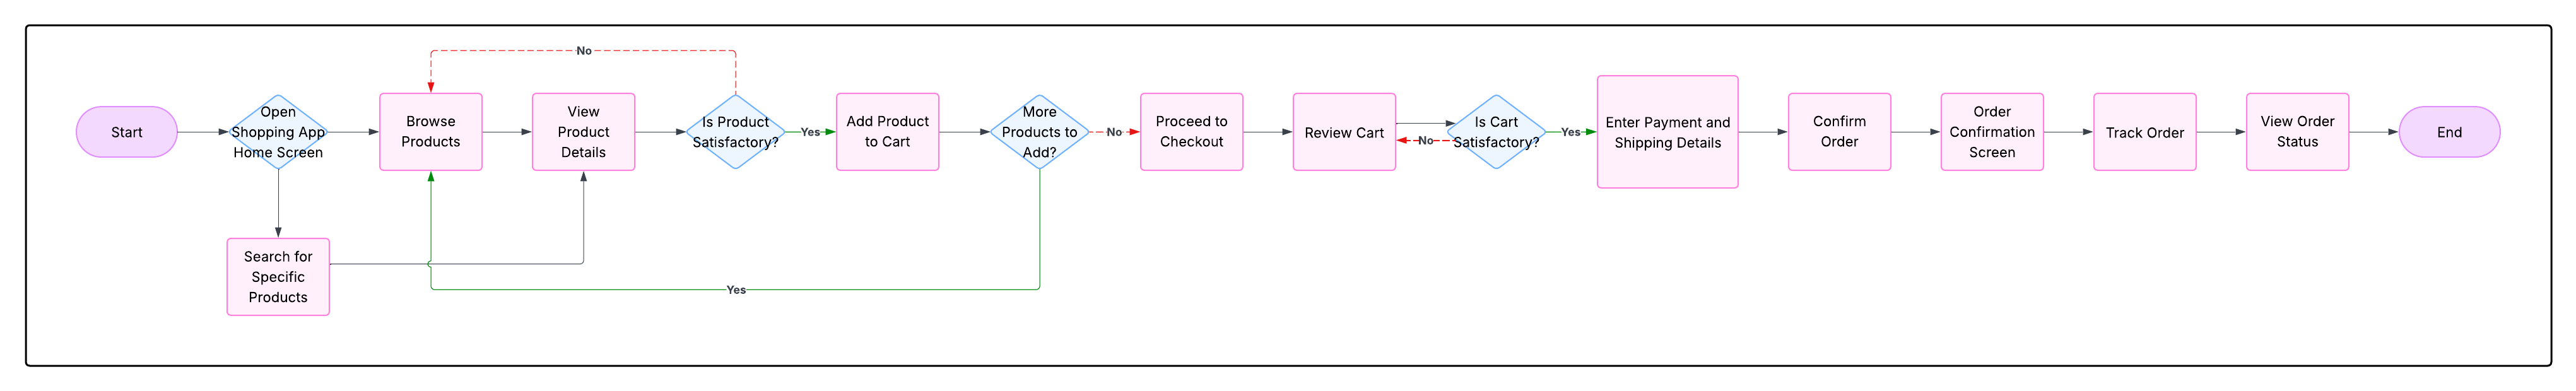 No
Start
Open
Shopping App
Home Screen
Browse
Products
View
Product
Details
Is Product
Satisfactory?
Yes
Add Product
to Cart
More
Products to
Add?
No
Proceed to
Checkout
Review Cart
No
Is Cart
Satisfactory?
Yes
Enter Payment and
Shipping Details
Confirm
Order
Order
Confirmation
Screen
Track Order
View Order
Status
End
Search for
Specific
Products
Yes